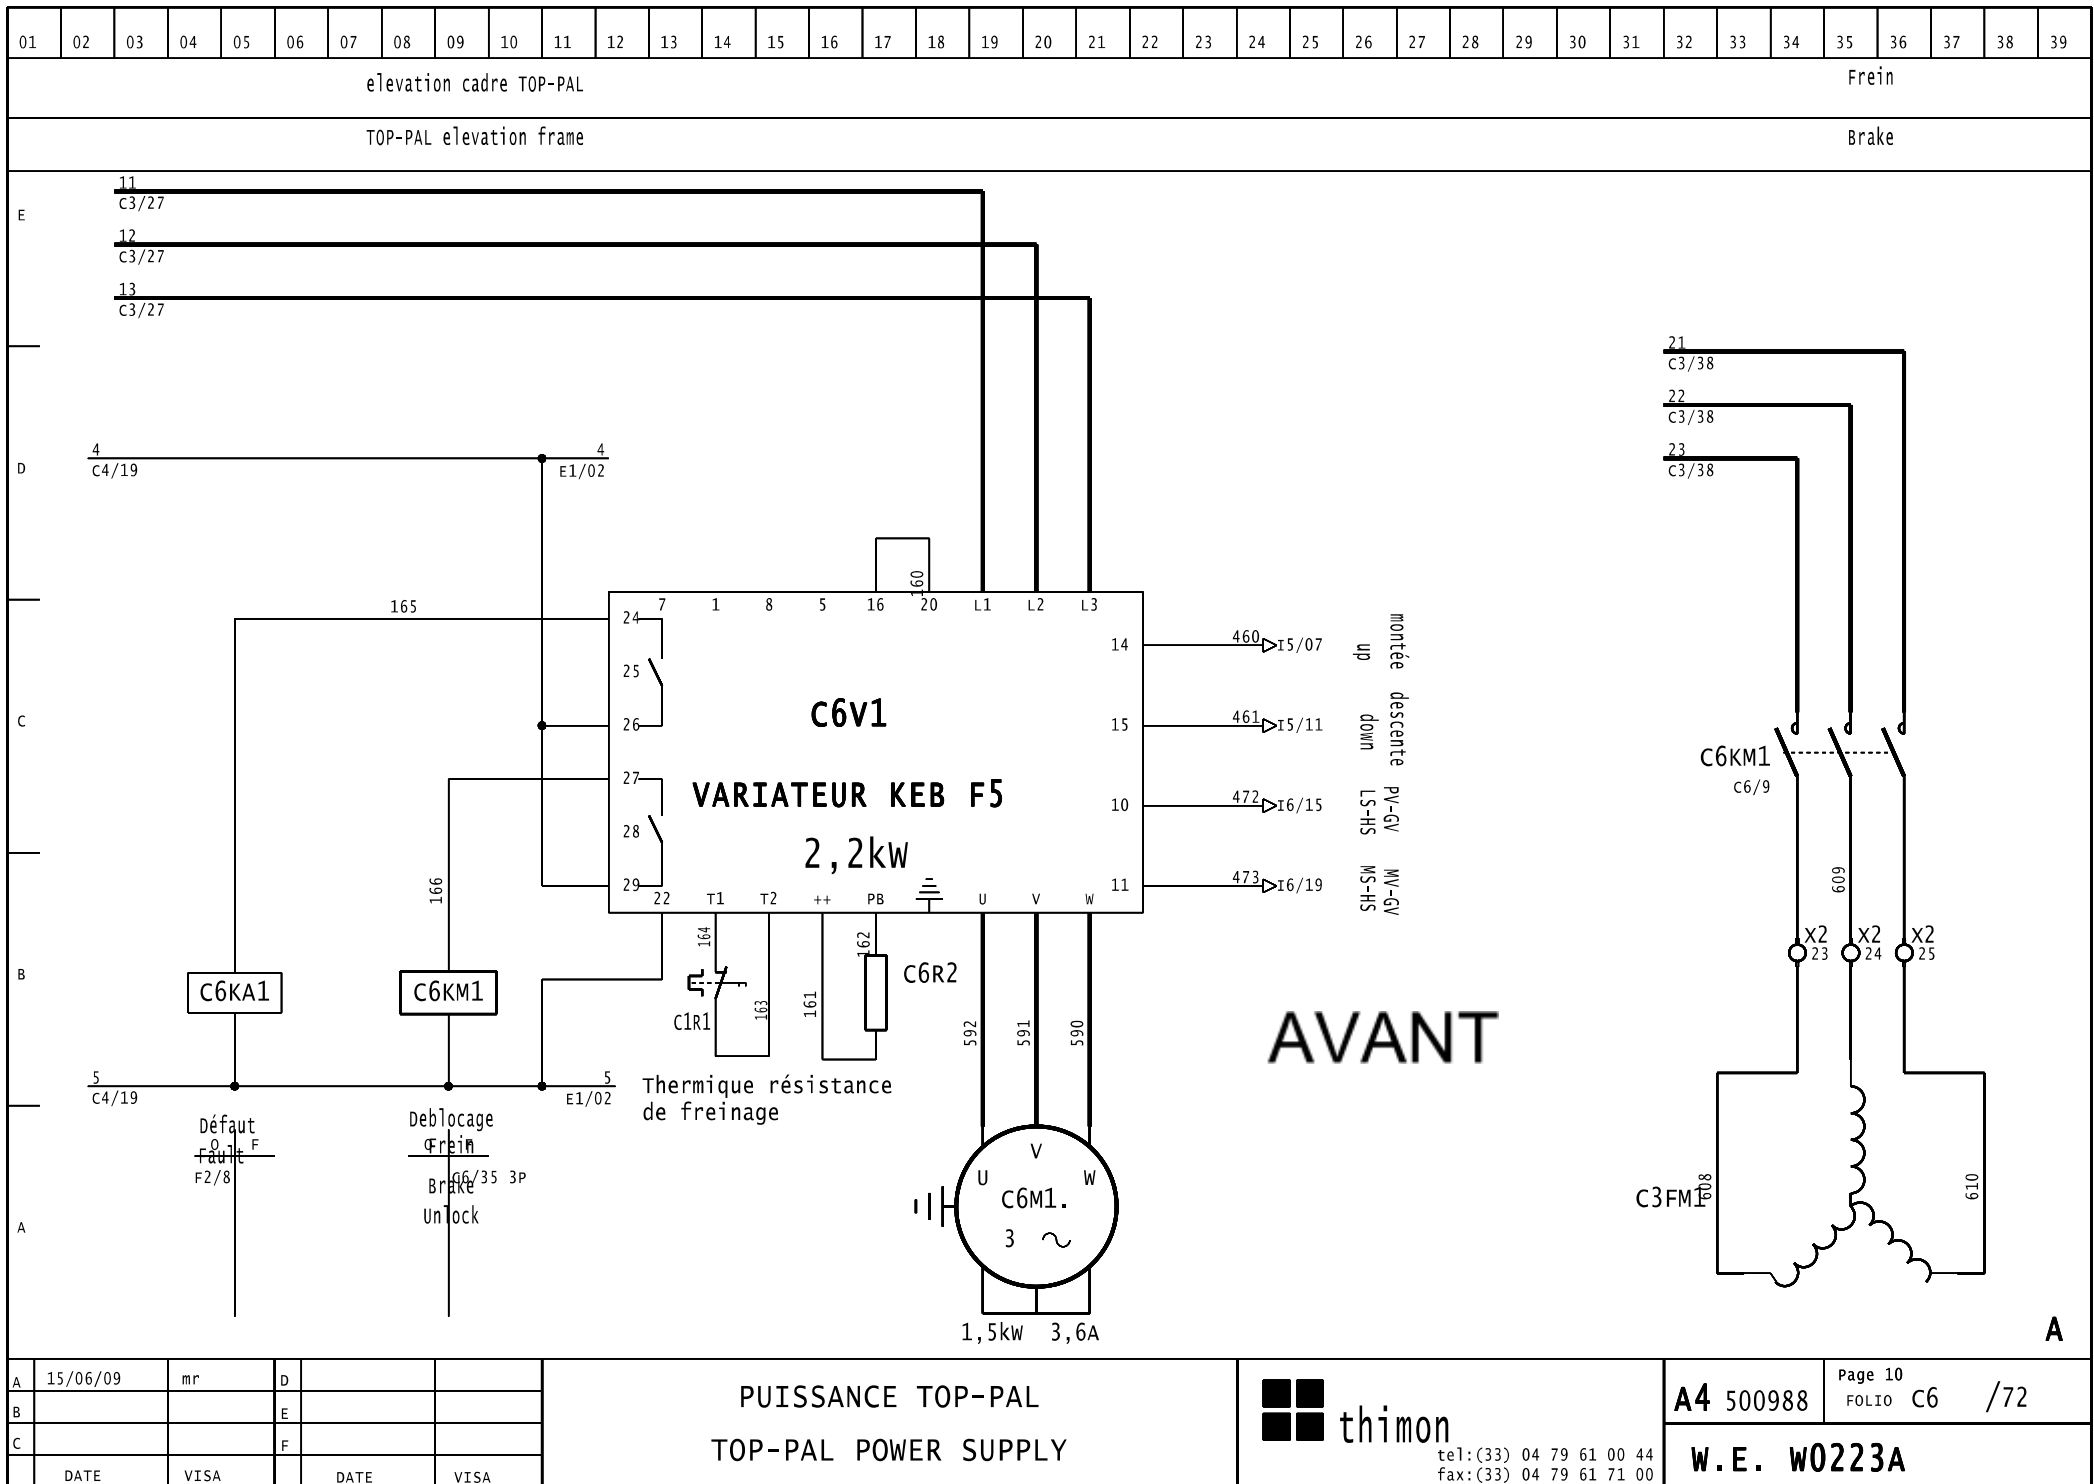 01 02 03 04 05 06 07 08 09 10 11 12 13 14 15 16 17 18 19 20 21 22 23 24 25 26 27 28 29 30 31 32 33 34 35 36 37 38 39
elevation cadre TOP-PAL Frein
TOP-PAL elevation frame Brake
11
C3/27
E
12
C3/27
13
C3/27
21
C3/38
22
C3/38
23
C3/38
4 4
C4/19 E1/02
D
160
165
7 1 8 5 16 20 L1 L2 L3
24
14 460 I5/07
montée
up
25
C6V1
C
26
15 461 I5/11
descente
down
C6KM1
C6/9
27
VARIATEUR KEB F5
10 472 I6/15
PV-GV
LS-HS
28
2,2kW
29
11 473 I6/19
MV-GV
MS-HS
166
609
22 T1 T2 ++ PB U V W
164
162
X2 X2 X2
23 24 25
B
C6KA1
C6KM1
C6R2
C1R1
163
161
592
591
590
AVANT
5 5
C4/19 E1/02
Thermique résistance
de freinage
Défaut
Fault
O F
F2/8
Deblocage
Frein
O F
C6/35 3P
Brake
Unlock
V
U W
C6M1.
3
A
C3FM1
608
610
1,5kW 3,6A
A
A 15/06/09 mr D
B E
C F
DATE VISA DATE VISA
PUISSANCE TOP-PAL
TOP-PAL POWER SUPPLY
thimon
tel:(33) 04 79 61 00 44
fax:(33) 04 79 61 71 00
A4 500988
Page 10
FOLIO C6 /72
W.E. W0223A